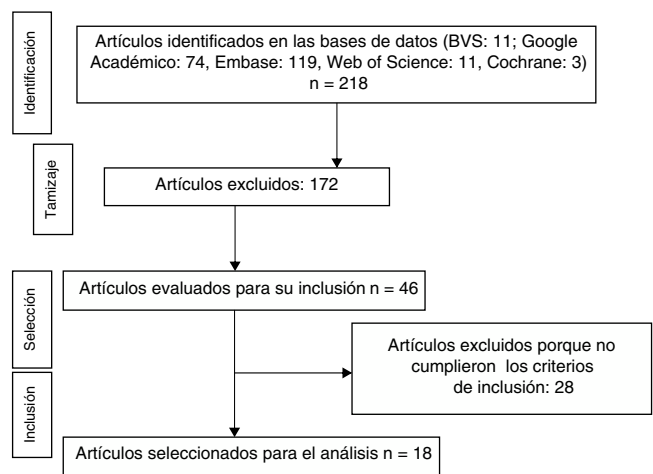 Identificación
Artículos identificados en las bases de datos (BVS: 11; Google
Académico: 74, Embase: 119, Web of Science: 11, Cochrane: 3)
n = 218
Tamizaje
Artículos excluidos: 172
Selección
Artículos evaluados para su inclusión n = 46
Artículos excluidos porque no
cumplieron los criterios
de inclusión: 28
Inclusión
Artículos seleccionados para el análisis n = 18